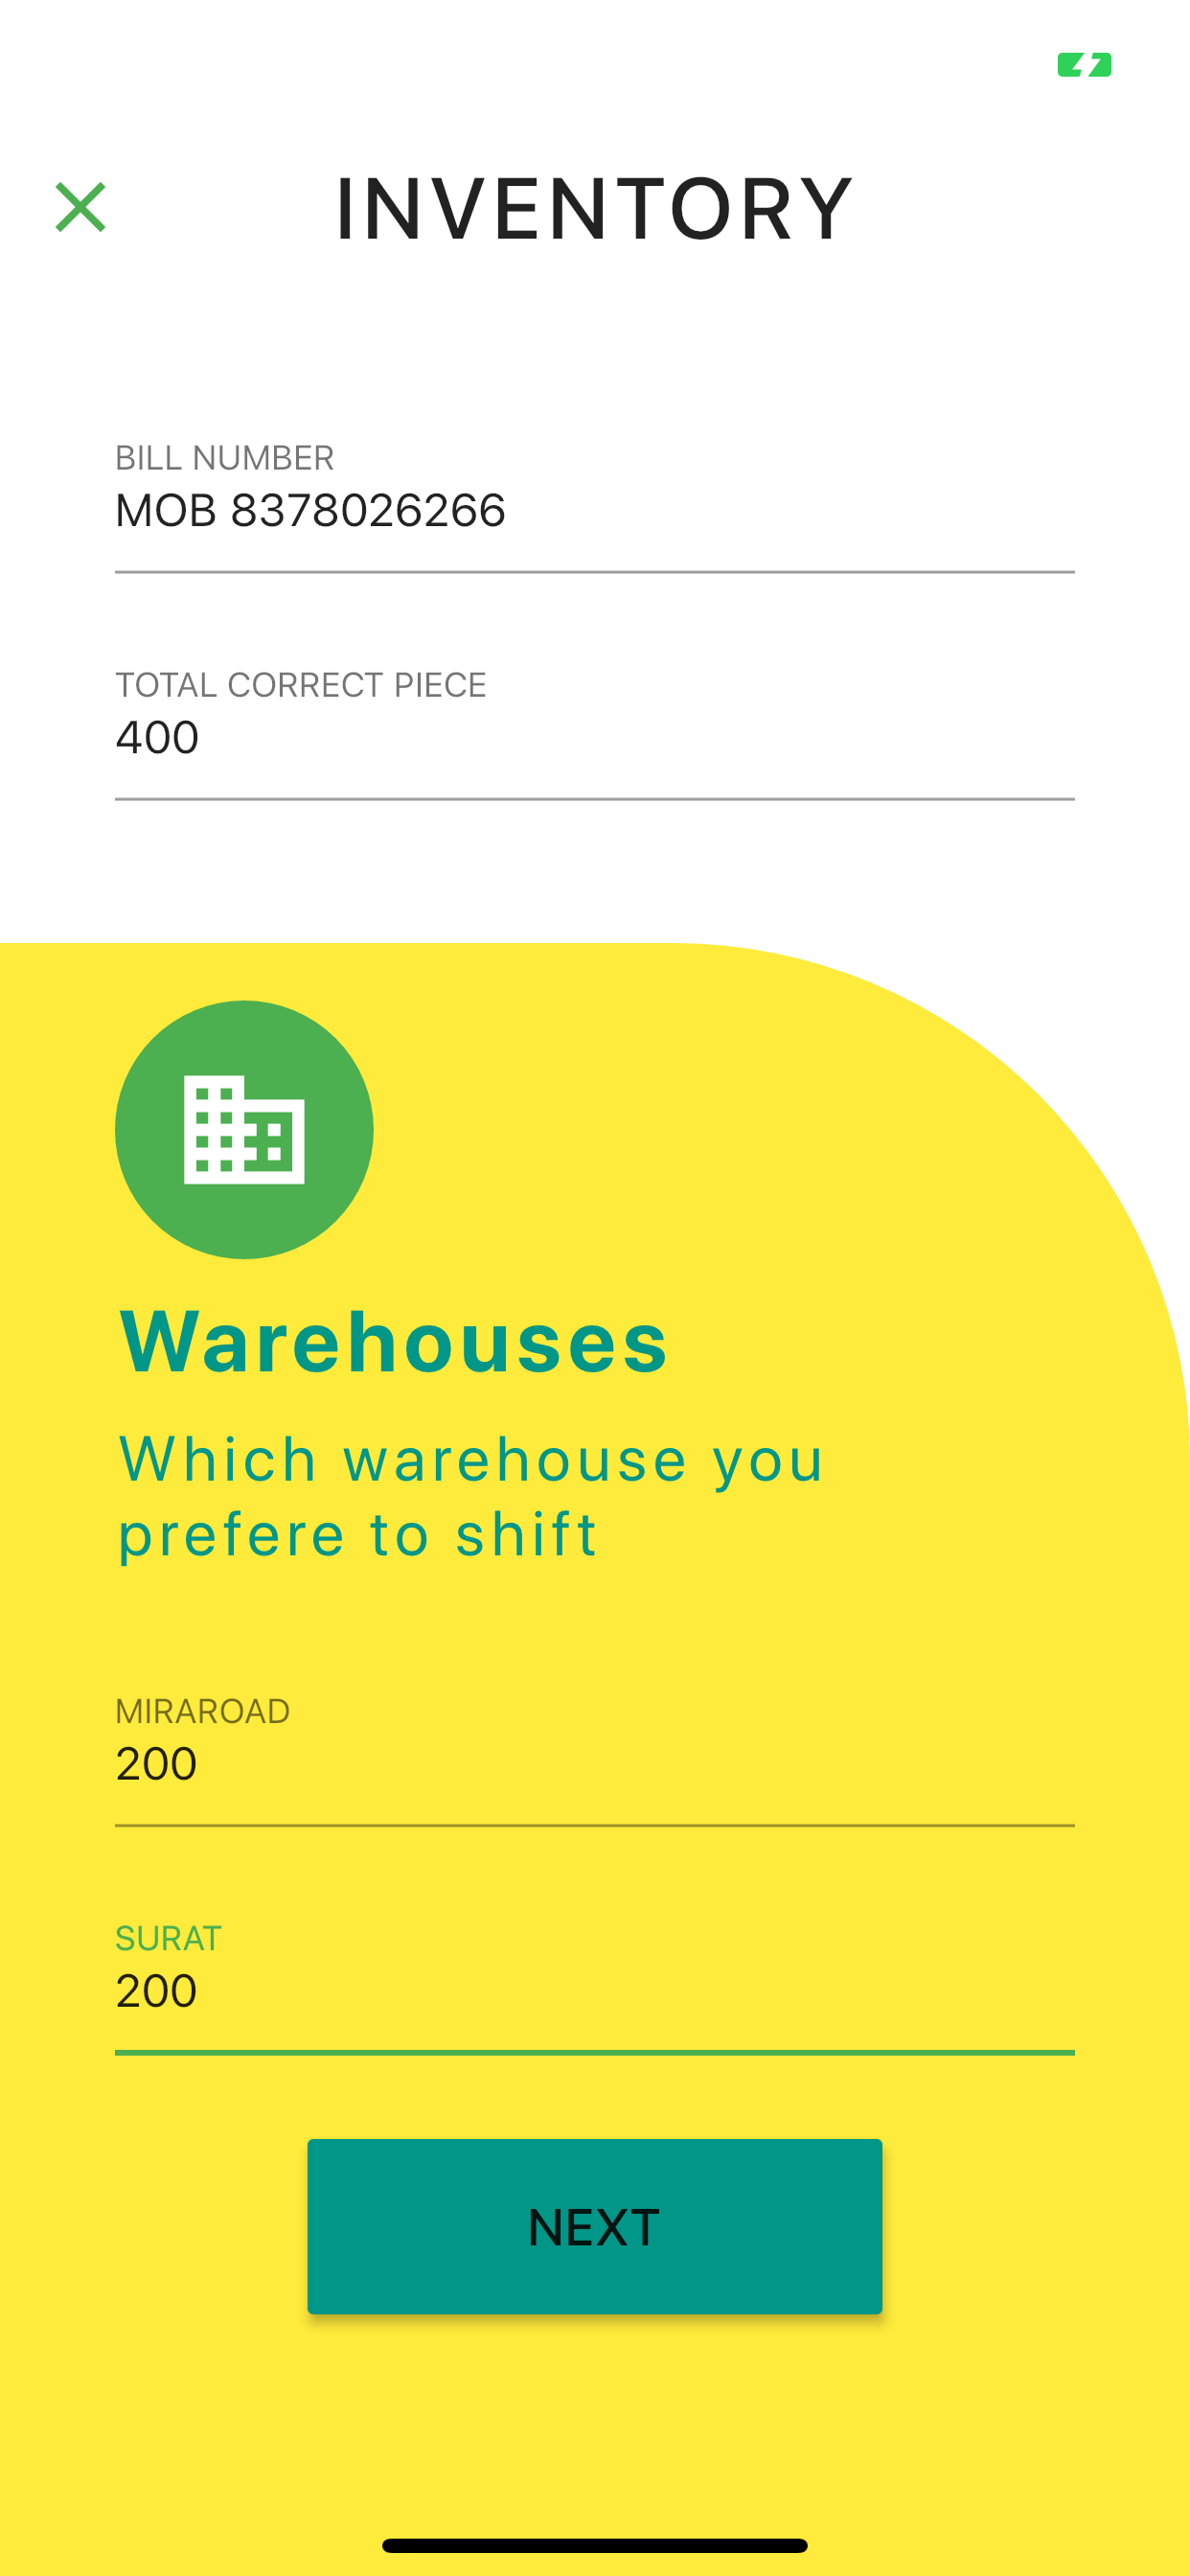 INVENTORY
BILL NUMBER
MOB 8378026266
TOTAL CORRECT PIECE
400
Warehouses
Which warehouse you
prefere to shift
MIRAROAD
200
SURAT
200
NEXT